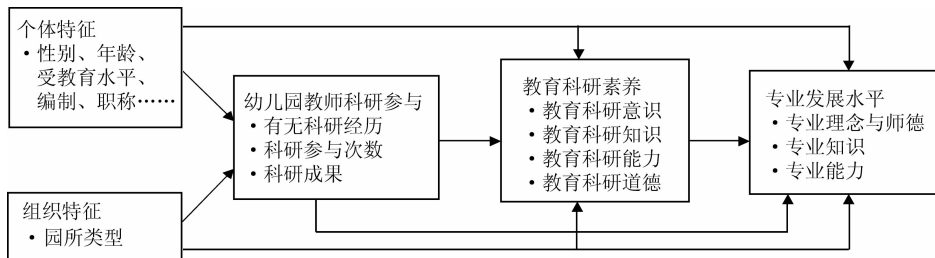 个体特征
·性别、年龄、
受教育水平、
编制、职称……
组织特征
·园所类型
幼儿园教师科研参与
·有无科研经历
·科研参与次数
·科研成果
教育科研素养
·教育科研意识
·教育科研知识
·教育科研能力
·教育科研道德
专业发展水平
·专业理念与师德
·专业知识
·专业能力